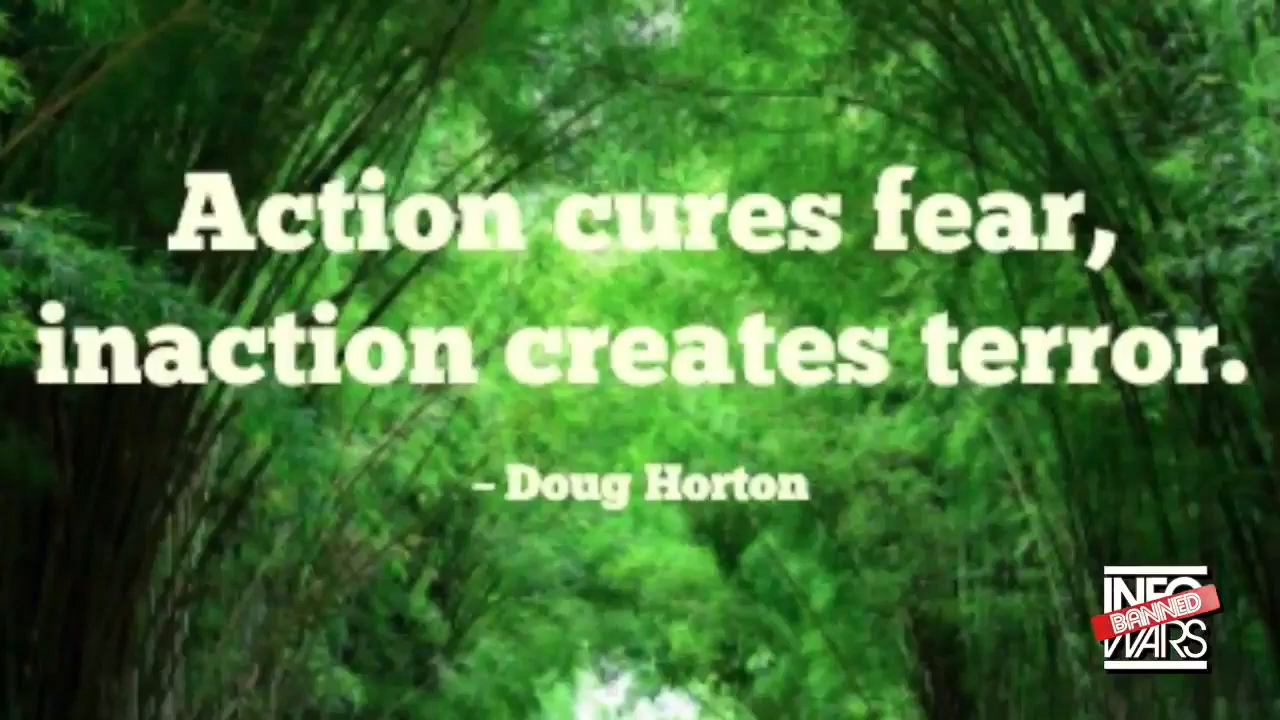 Action cures fear,
inaction creates terror.
– Doug Horton
INFO
BANNED
WARS